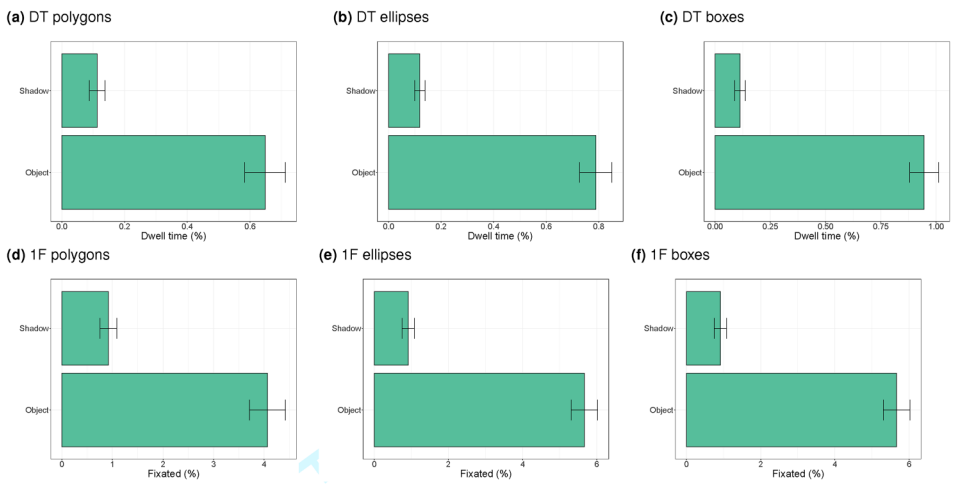 (a) DT polygons
(b) DT ellipses
(c) DT boxes
Shadow
Object
0.0 0.2 0.4 0.6
Dwell time (%)
Shadow
Object
0.0 0.2 0.4 0.6 0.8
Dwell time (%)
Shadow
Object
0.00 0.25 0.50 0.75 1.00
Dwell time (%)
(d) 1F polygons
(e) 1F ellipses
(f) 1F boxes
Shadow
Object
0 1 2 3 4
Fixated (%)
Shadow
Object
0 2 4 6
Fixated (%)
Shadow
Object
0 2 4 6
Fixated (%)